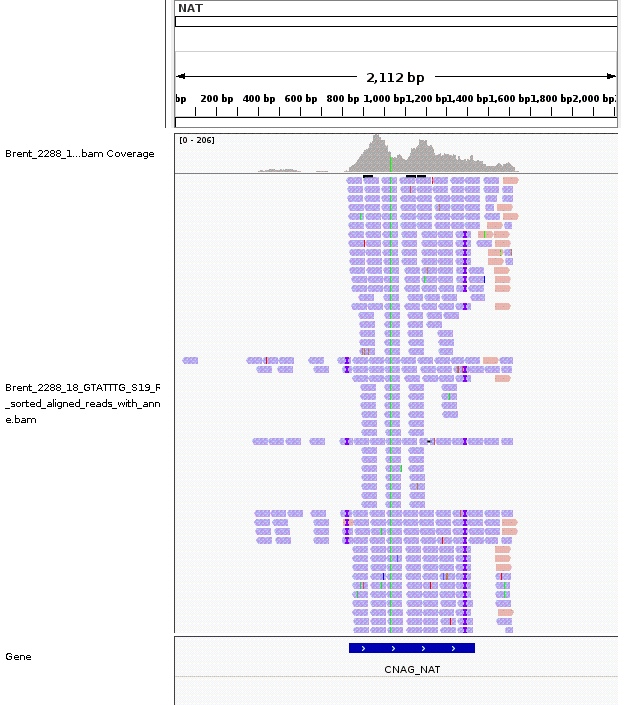 NAT
2,112 bp
bp 200 bp 400 bp 600 bp 800 bp 1,000 bp 1,200 bp 1,400 bp 1,600 bp 1,800 bp 2,000 bp
[0 - 206]
Brent_2288_1...bam Coverage
Brent_2288_18_GTATTTG_S19_R
_sorted_aligned_reads_with_ann
e.bam
Gene
CNAG_NAT